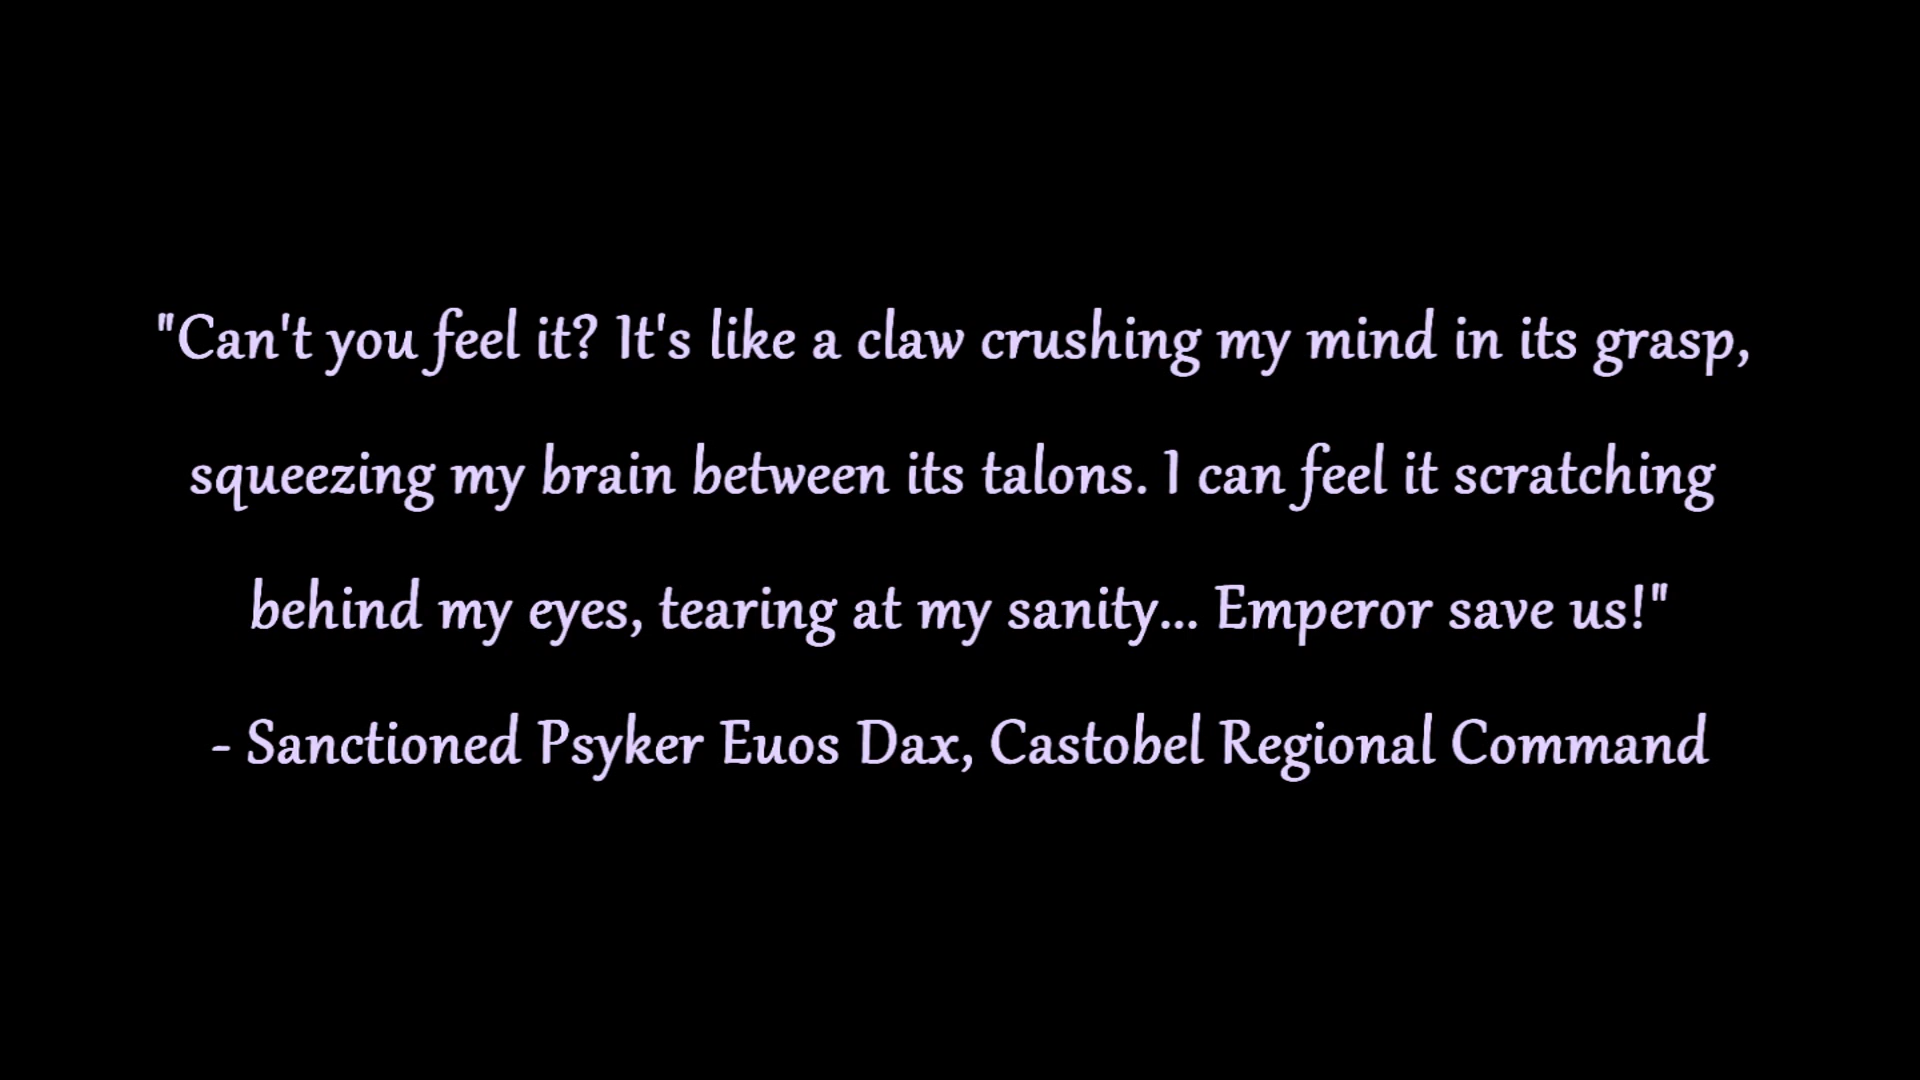 "Can't you feel it? It's like a claw crushing my mind in its grasp,
squeezing my brain between its talons. I can feel it scratching
behind my eyes, tearing at my sanity... Emperor save us!"
- Sanctioned Psyker Euos Dax, Castobel Regional Command